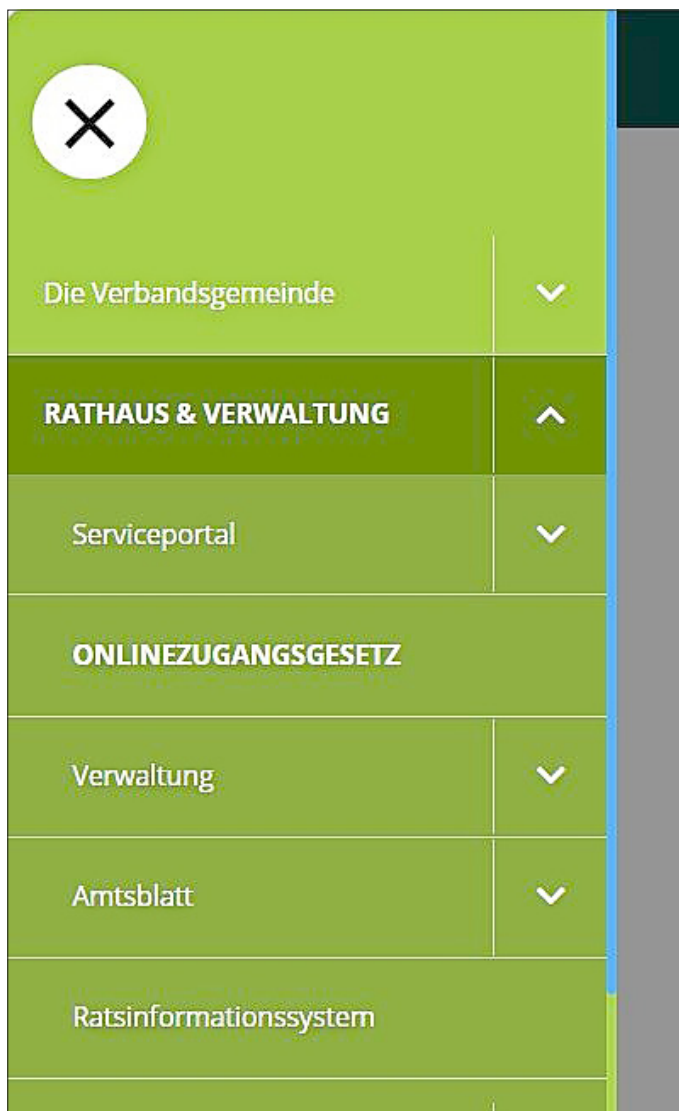 Die Verbandsgemeinde
RATHAUS & VERWALTUNG
Serviceportal
ONLINEZUGANGSGESETZ
Verwaltung
Amtsblatt
Ratsinformationssystem